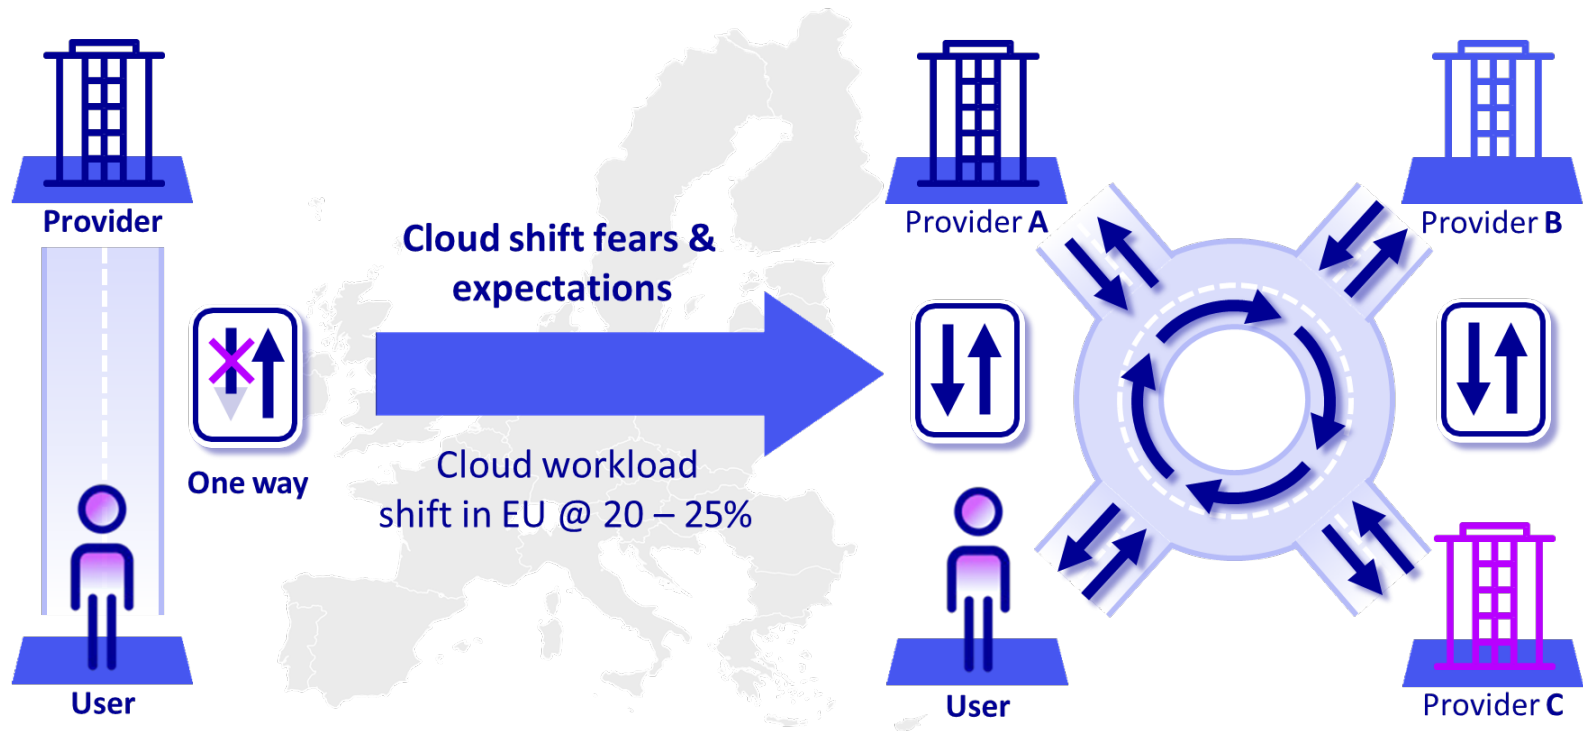 Provider
One way
User
Cloud shift fears &
expectations
Cloud workload
shift in EU @ 20 – 25%
Provider A
Provider B
User
Provider C